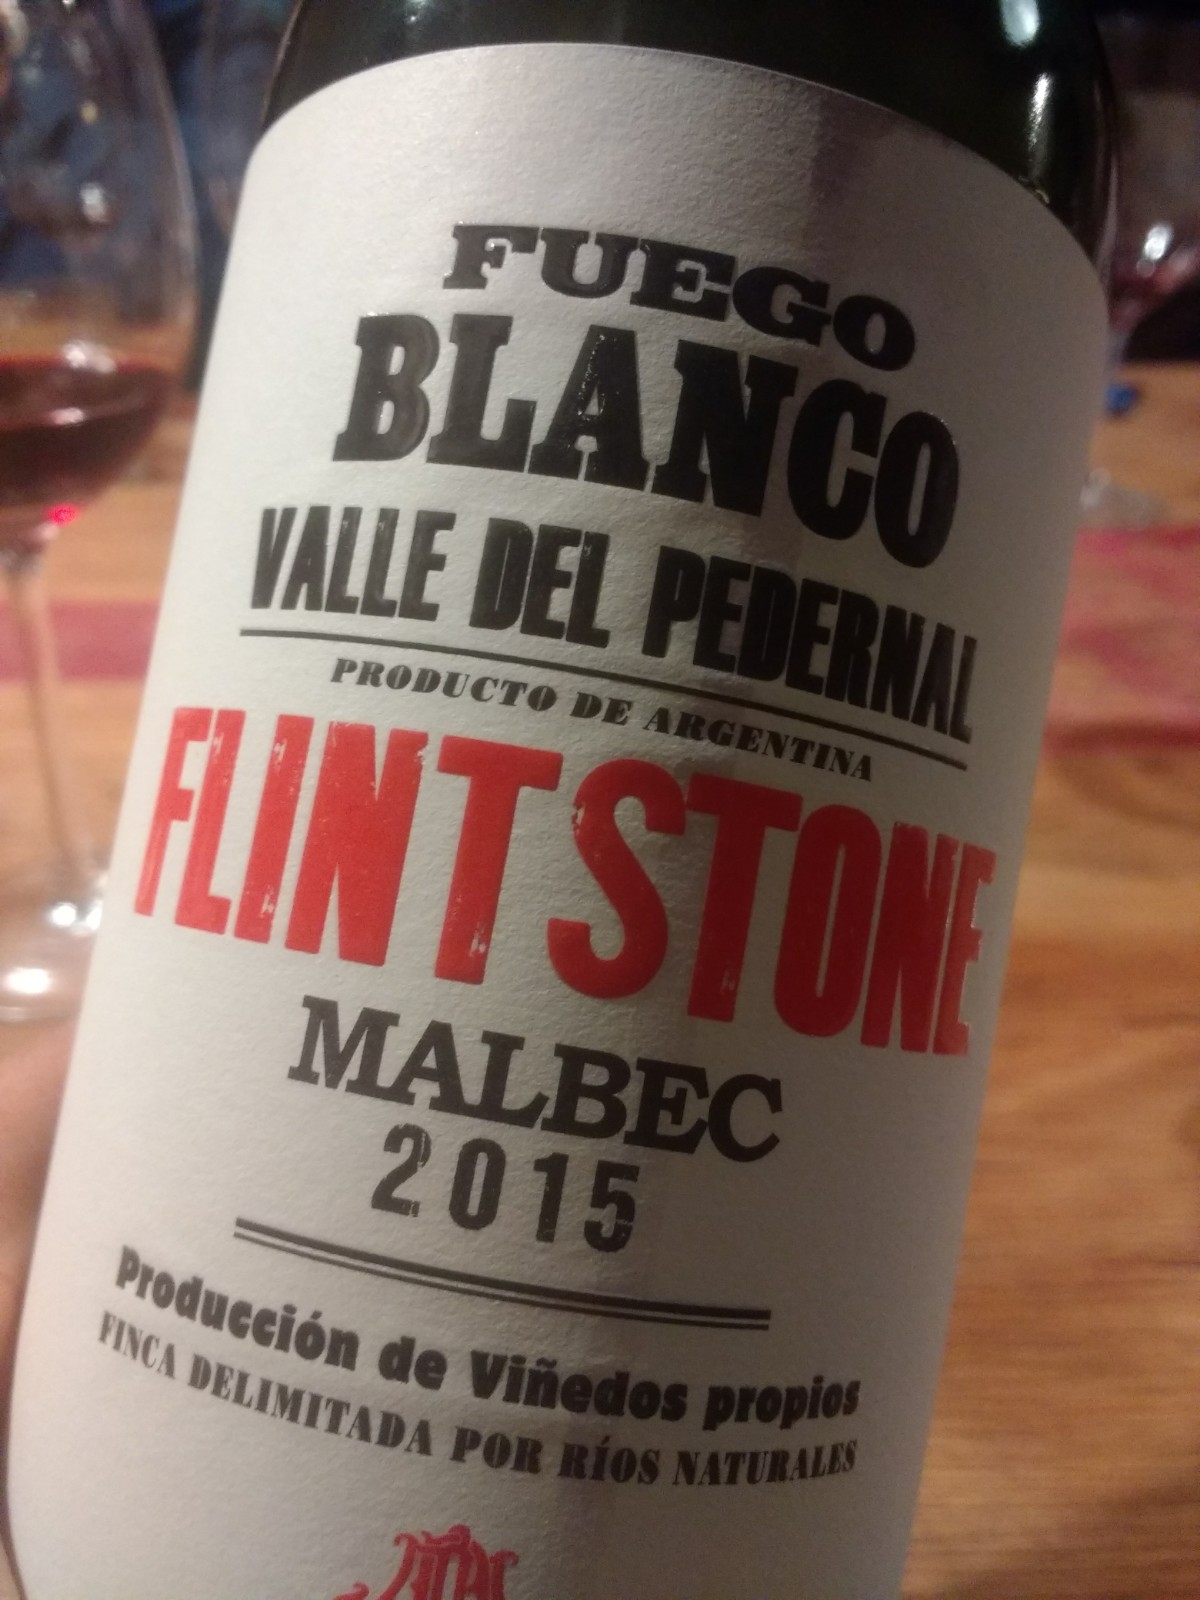 FUEGO
BLANCO
VALLE DEL PEDERNAL
PRODUCTO DE ARGENTINA
FLINTSTONE
MALBEC
2015
Producción de Viñedos propios
FINCA DELIMITADA POR RÍOS NATURALES